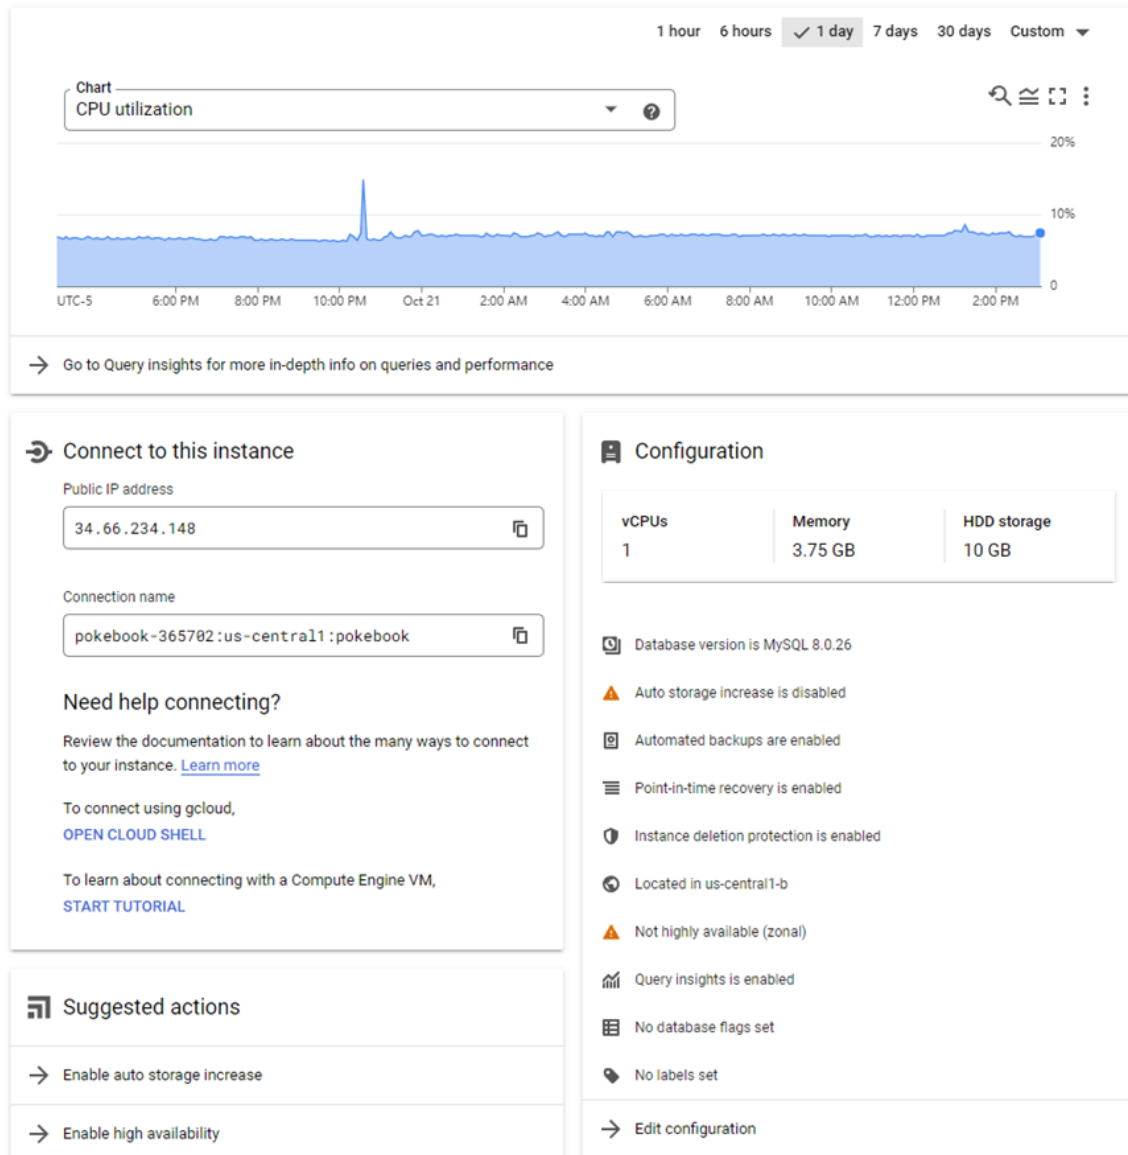 1 hour 6 hours 1 day 7 days 30 days Custom
Chart
CPU utilization
20%
10%
0
UTC-5 6:00 PM 8:00 PM 10:00 PM Oct 21 2:00 AM 4:00 AM 6:00 AM 8:00 AM 10:00 AM 12:00 PM 2:00 PM
Go to Query insights for more in-depth info on queries and performance
Connect to this instance
Public IP address
34.66.234.148
Connection name
pokebook-365702:us-central1:pokebook
Need help connecting?
Review the documentation to learn about the many ways to connect
to your instance. Learn more
To connect using gcloud,
OPEN CLOUD SHELL
To learn about connecting with a Compute Engine VM,
START TUTORIAL
Suggested actions
Enable auto storage increase
Enable high availability
Configuration
vCPUs Memory HDD storage
1 3.75 GB 10 GB
Database version is MySQL 8.0.26
Auto storage increase is disabled
Automated backups are enabled
Point-in-time recovery is enabled
Instance deletion protection is enabled
Located in us-central1-b
Not highly available (zonal)
Query insights is enabled
No database flags set
No labels set
Edit configuration